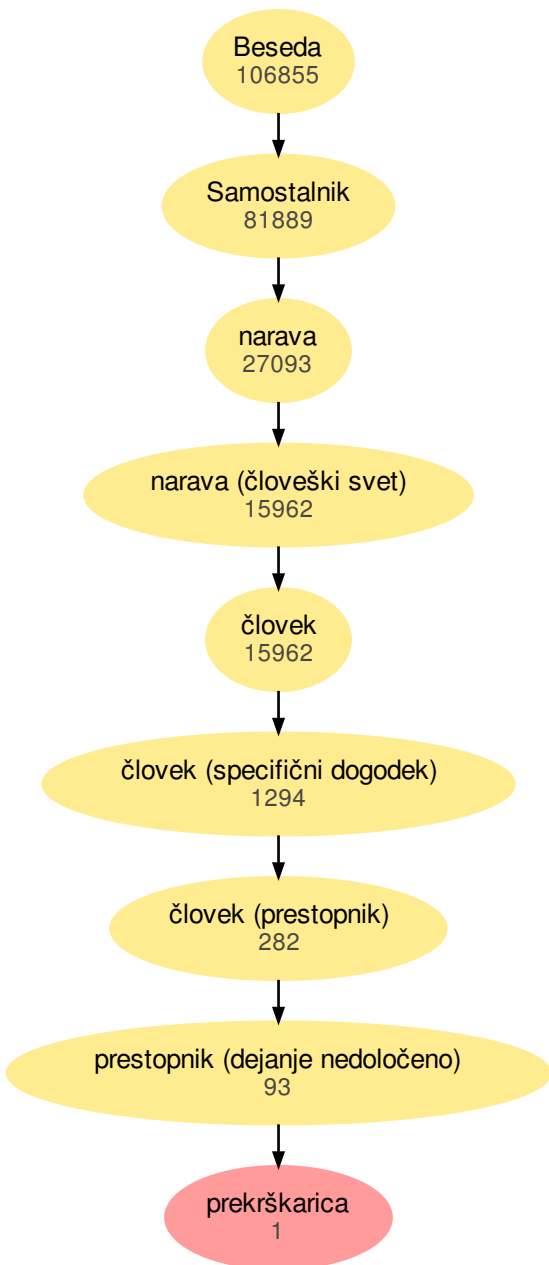 Beseda
106855
Samostalnik
81889
narava
27093
narava (človeški svet)
15962
človek
15962
človek (specifični dogodek)
1294
človek (prestopnik)
282
prestopnik (dejanje nedoločeno)
93
prekrškarica
1